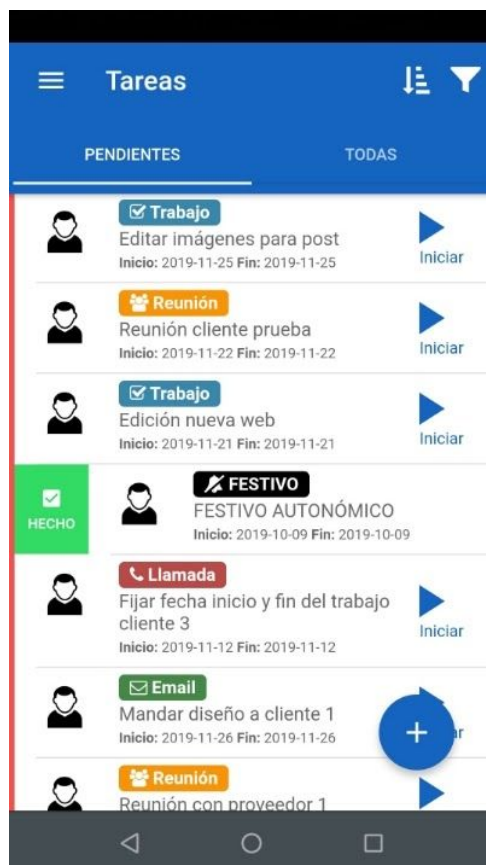 Tareas
PENDIENTES
TODAS
Trabajo
Editar imágenes para post
Inicio: 2019-11-25 Fin: 2019-11-25
Iniciar
Reunión
Reunión cliente prueba
Inicio: 2019-11-22 Fin: 2019-11-22
Iniciar
Trabajo
Edición nueva web
Inicio: 2019-11-21 Fin: 2019-11-21
Iniciar
HECHO
FESTIVO
FESTIVO AUTONÓMICO
Inicio: 2019-10-09 Fin: 2019-10-09
Llamada
Fijar fecha inicio y fin del trabajo
cliente 3
Inicio: 2019-11-12 Fin: 2019-11-12
Iniciar
Email
Mandar diseño a cliente 1
Inicio: 2019-11-26 Fin: 2019-11-26
+
Reunión
Reunión con proveedor 1